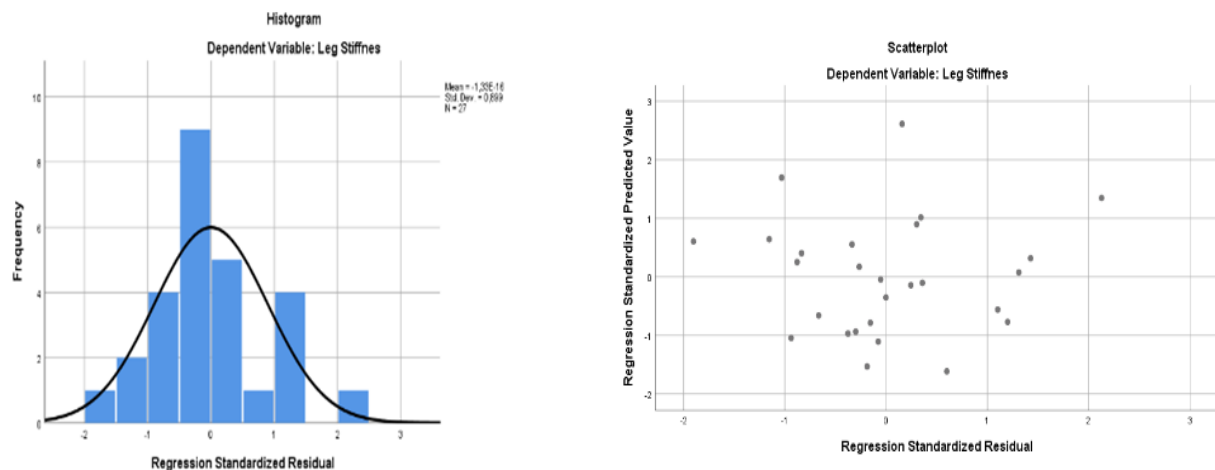 Histogram
Dependent Variable: Leg Stiffnes
Mean = -1,33E-16
Std. Dev. = 0,899
N = 27
10
8
6
4
2
0
Frequency
-2 -1 0 1 2 3
Regression Standardized Residual
Scatterplot
Dependent Variable: Leg Stiffnes
3
2
1
0
-1
-2
Regression Standardized Predicted Value
-2 -1 0 1 2 3
Regression Standardized Residual